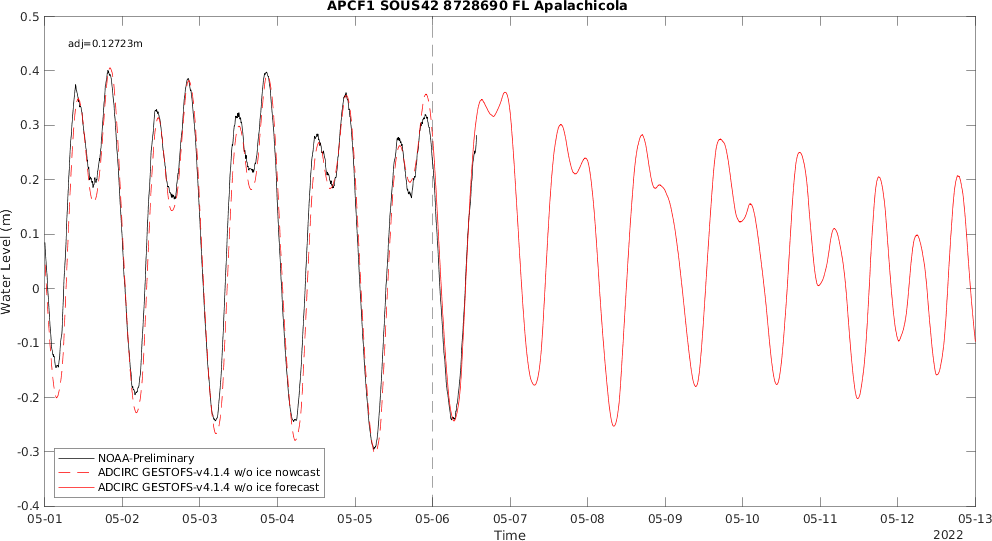 APCF1 SOUS42 8728690 FL Apalachicola
adj=0.12723m
0.5
0.4
0.3
0.2
0.1
0
-0.1
-0.2
-0.3
-0.4
Water Level (m)
NOAA-Preliminary
ADCIRC GESTOFS-v4.1.4 w/o ice nowcast
ADCIRC GESTOFS-v4.1.4 w/o ice forecast
05-01 05-02 05-03 05-04 05-05 05-06 05-07 05-08 05-09 05-10 05-11 05-12 05-13
Time
2022